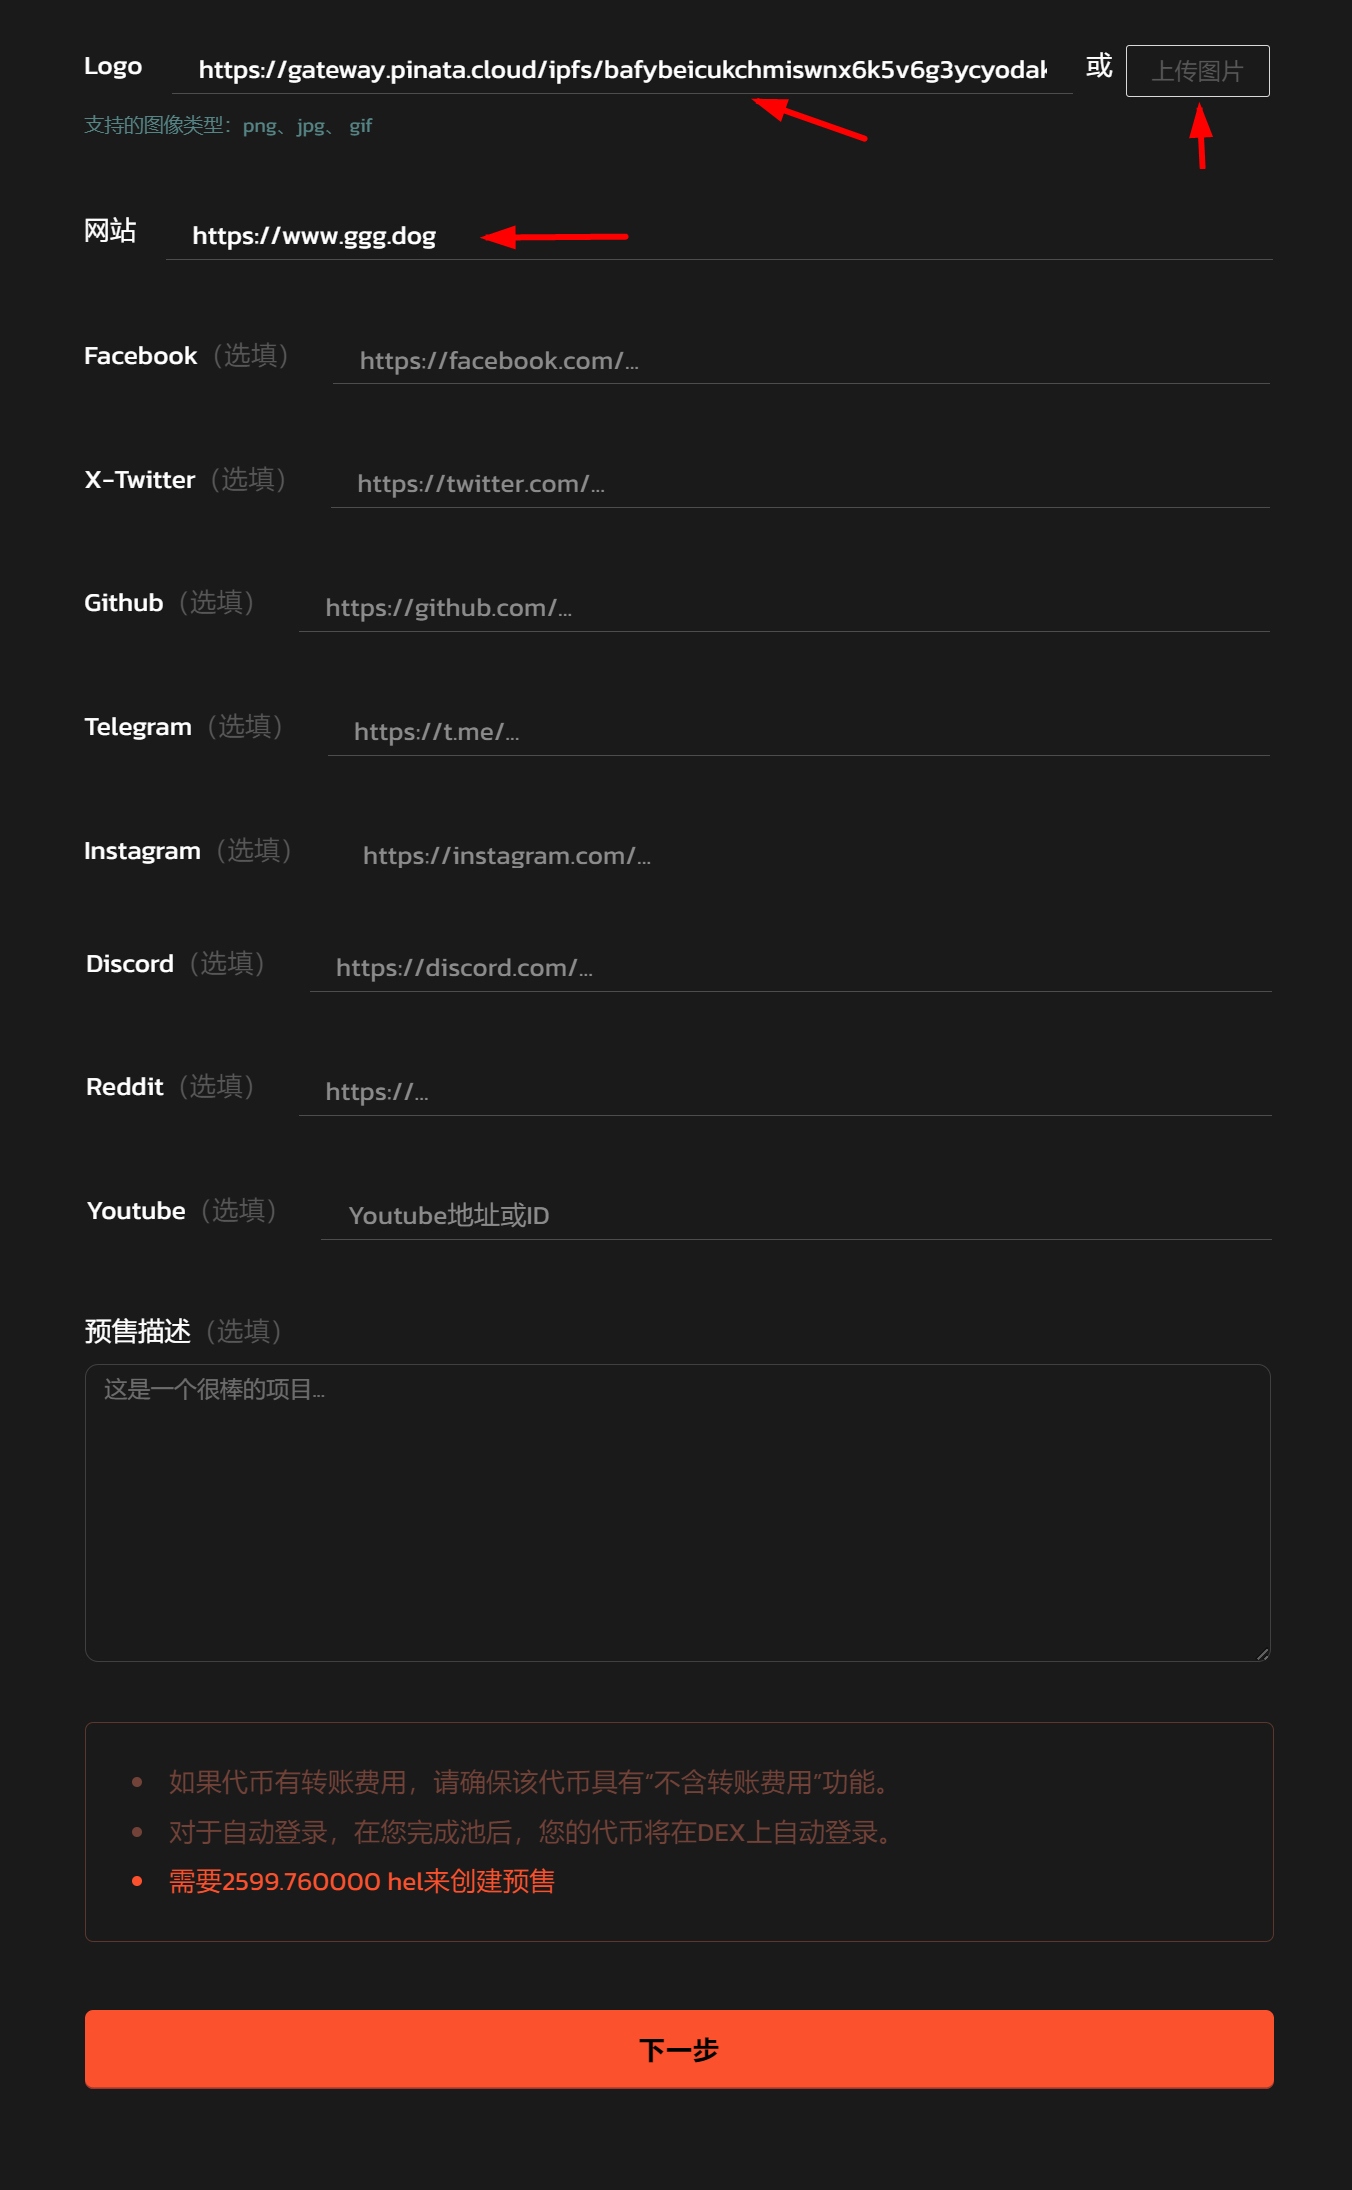 Logo https://gateway.pinata.cloud/ipfs/bafybeicukchmiswnx6k5v6g3ycyodak 或 上传图片
支持的图像类型：png、jpg、 gif
网站 https://www.ggg.dog
Facebook（选填） https://facebook.com/...
X-Twitter（选填） https://twitter.com/...
Github（选填） https://github.com/...
Telegram（选填） https://t.me/...
Instagram（选填） https://instagram.com/...
Discord（选填） https://discord.com/...
Reddit（选填） https://...
Youtube（选填） Youtube地址或ID
预售描述（选填）
这是一个很棒的项目...
如果代币有转账费用，请确保该代币具有“不含转账费用”功能。
对于自动登录，在您完成池后，您的代币将在DEX上自动登录。
需要2599.760000 hel来创建预售
下一步